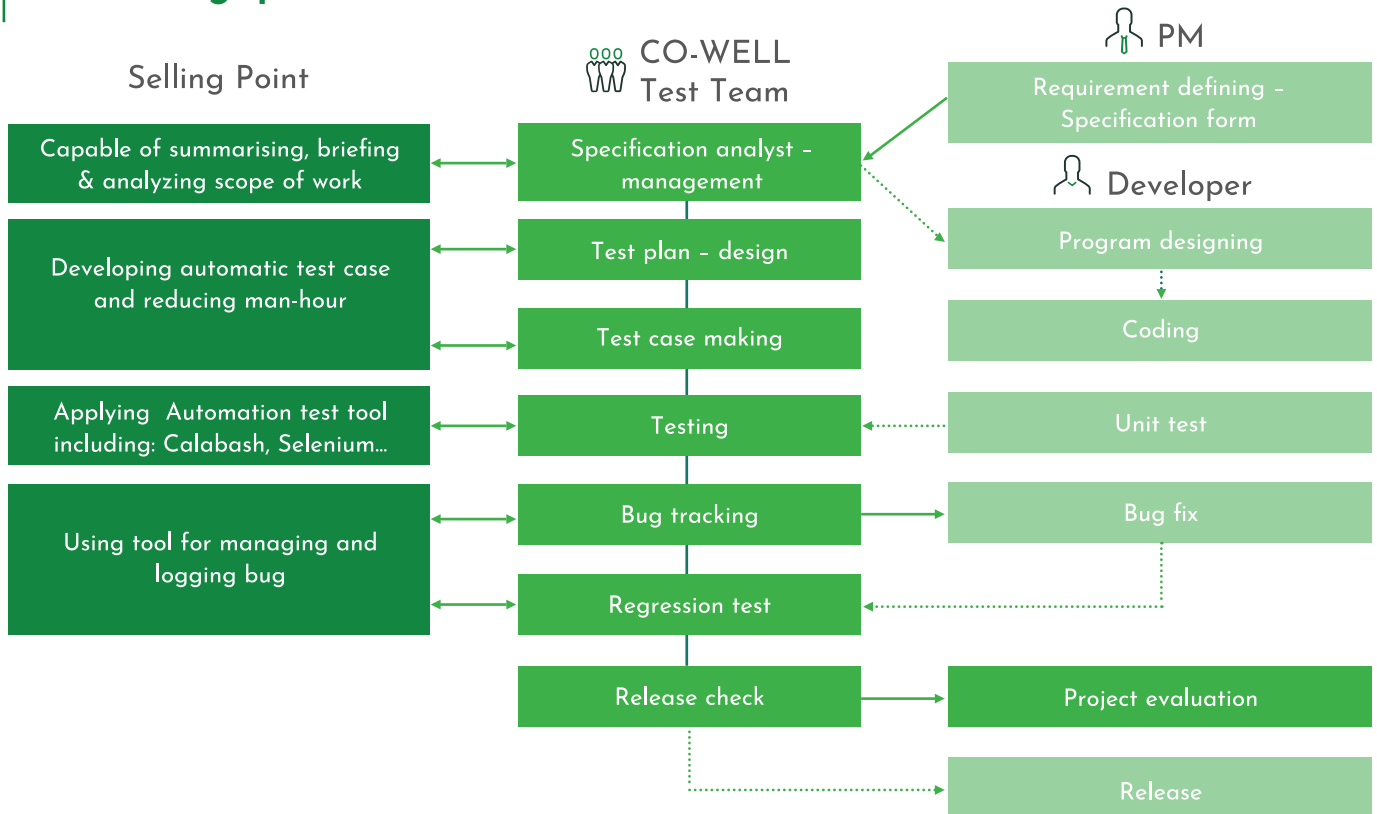 Selling Point
CO-WELL
Test Team
PM
Requirement defining –
Specification form
Capable of summarising, briefing
& analyzing scope of work
Specification analyst –
management
Developer
Developing automatic test case
and reducing man-hour
Test plan – design
Program designing
Test case making
Coding
Applying Automation test tool
including: Calabash, Selenium...
Testing
Unit test
Using tool for managing and
logging bug
Bug tracking
Bug fix
Regression test
Release check
Project evaluation
Release